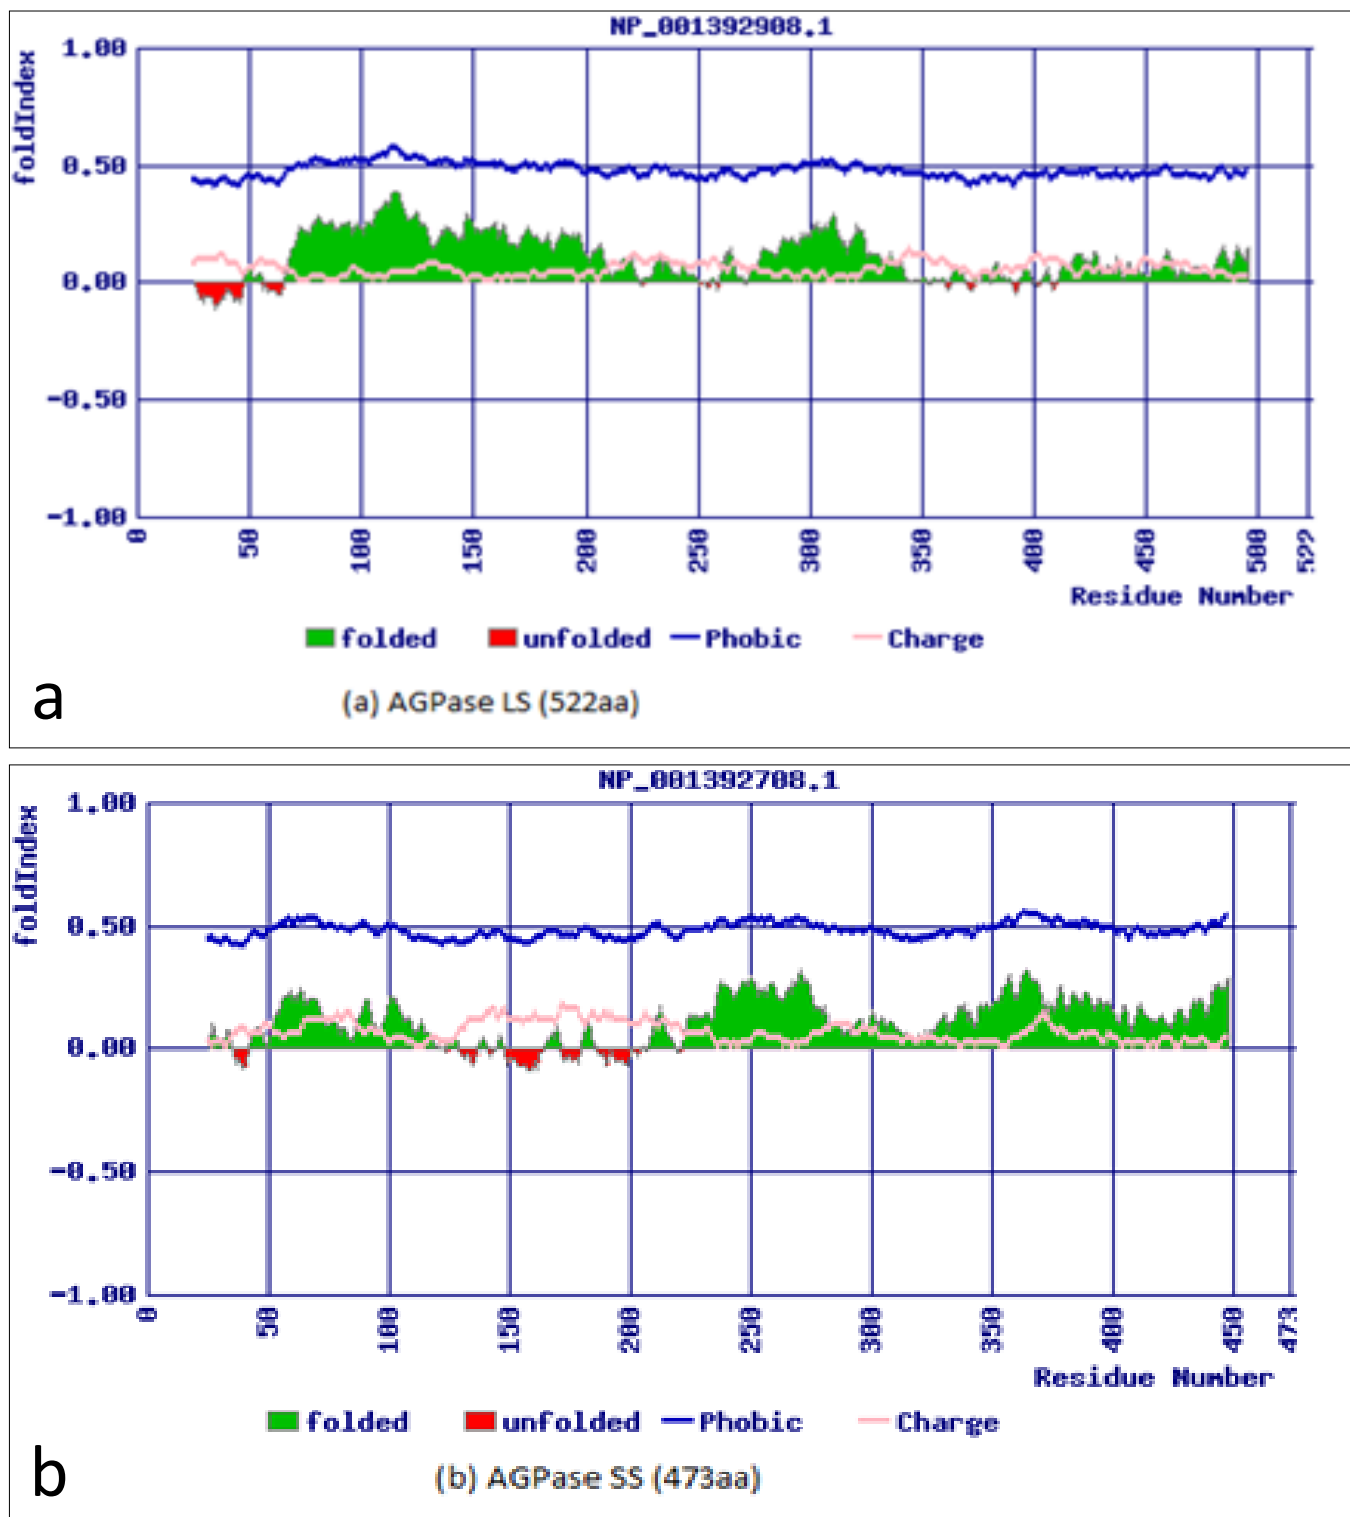 NP_001392908.1
foldIndex
1.00
0.50
0.00
-0.50
-1.00
0 50 100 150 200 250 300 350 400 450 500 522
Residue Number
folded unfolded Phobic Charge
a
(a) AGPase LS (522aa)
NP_001392708.1
foldIndex
1.00
0.50
0.00
-0.50
-1.00
0 50 100 150 200 250 300 350 400 450 473
Residue Number
folded unfolded Phobic Charge
b
(b) AGPase SS (473aa)